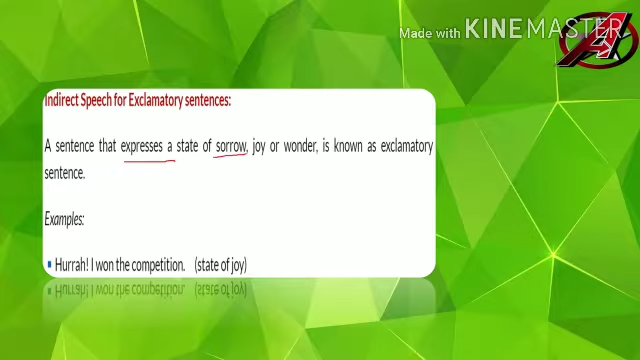 Made with KINEMASTER
Indirect Speech for Exclamatory sentences:
A sentence that expresses a state of sorrow, joy or wonder, is known as exclamatory
sentence.
Examples:
Hurrah! I won the competition. (state of joy)